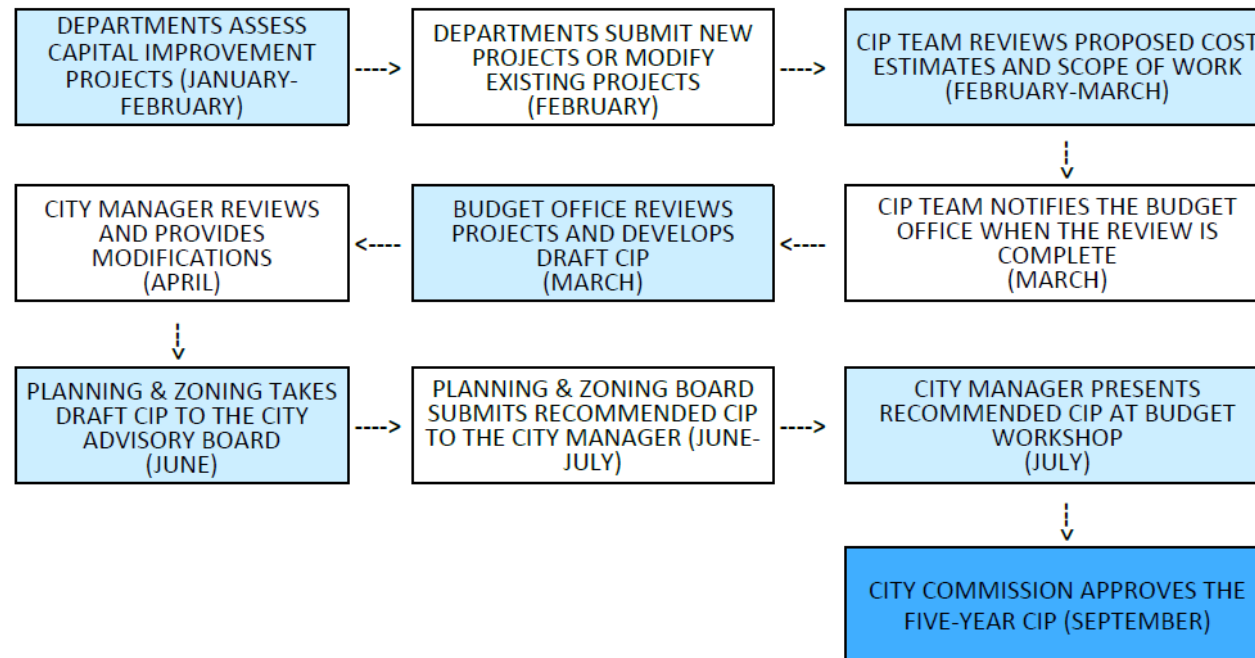 DEPARTMENTS ASSESS
CAPITAL IMPROVEMENT
PROJECTS (JANUARY-
FEBRUARY)
---->
DEPARTMENTS SUBMIT NEW
PROJECTS OR MODIFY
EXISTING PROJECTS
(FEBRUARY)
---->
CIP TEAM REVIEWS PROPOSED COST
ESTIMATES AND SCOPE OF WORK
(FEBRUARY-MARCH)
---->
CIP TEAM NOTIFIES THE BUDGET
OFFICE WHEN THE REVIEW IS
COMPLETE
(MARCH)
<----
BUDGET OFFICE REVIEWS
PROJECTS AND DEVELOPS
DRAFT CIP
(MARCH)
<----
CITY MANAGER REVIEWS
AND PROVIDES
MODIFICATIONS
(APRIL)
---->
PLANNING & ZONING TAKES
DRAFT CIP TO THE CITY
ADVISORY BOARD
(JUNE)
---->
PLANNING & ZONING BOARD
SUBMITS RECOMMENDED CIP
TO THE CITY MANAGER (JUNE-
JULY)
---->
CITY MANAGER PRESENTS
RECOMMENDED CIP AT BUDGET
WORKSHOP
(JULY)
---->
CITY COMMISSION APPROVES THE
FIVE-YEAR CIP (SEPTEMBER)